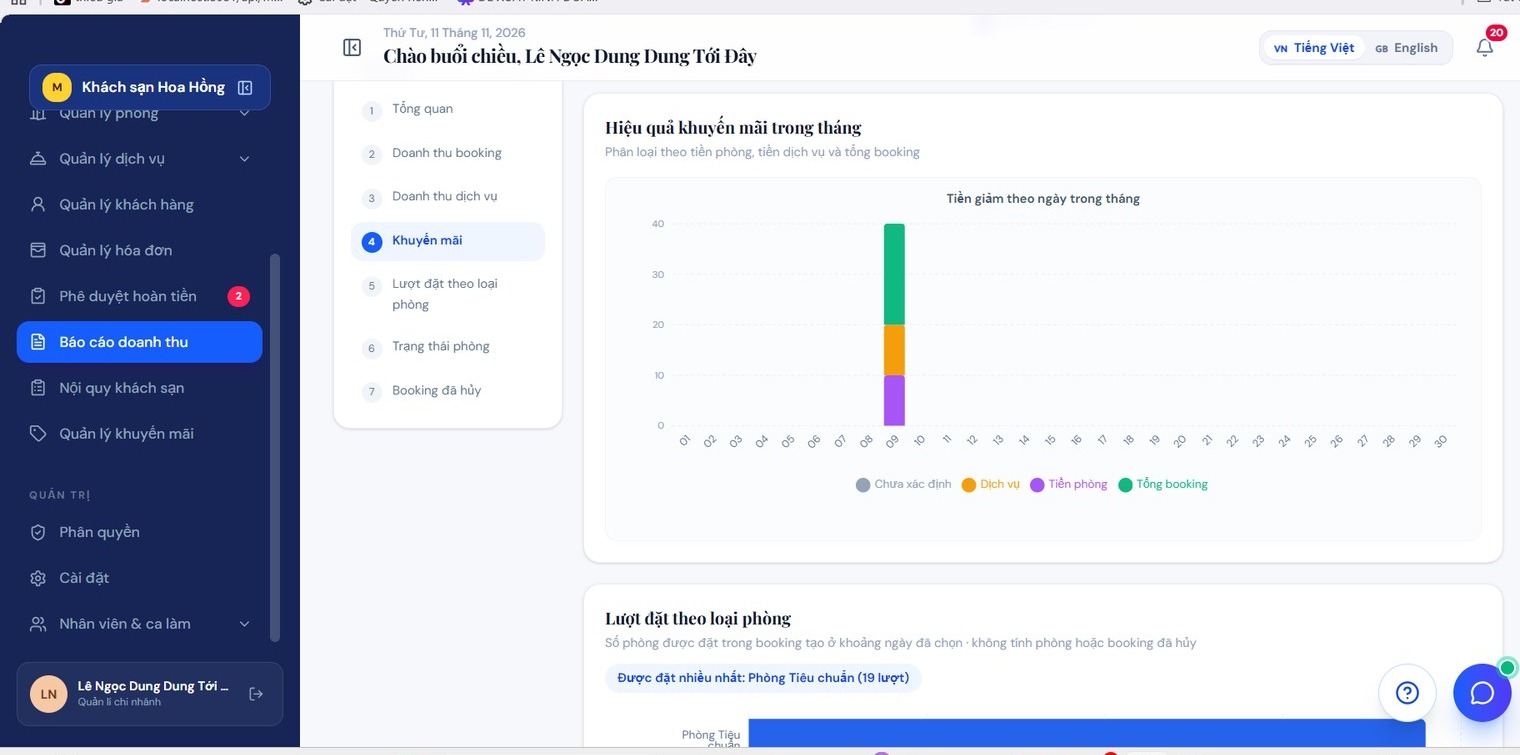 Thứ Tư, 11 Tháng 11, 2026
Chào buổi chiều, Lê Ngọc Dung Dung Tới Đây
VN Tiếng Việt
GB English
20
M
Khách sạn Hoa Hồng
Quản lý phòng
Quản lý dịch vụ
Quản lý khách hàng
Quản lý hóa đơn
Phê duyệt hoàn tiền
2
Báo cáo doanh thu
Nội quy khách sạn
Quản lý khuyến mãi
QUẢN TRỊ
Phân quyền
Cài đặt
Nhân viên & ca làm
LN
Lê Ngọc Dung Dung Tới ...
Quản lí chi nhánh
1 Tổng quan
2 Doanh thu booking
3 Doanh thu dịch vụ
4 Khuyến mãi
5 Lượt đặt theo loại
phòng
6 Trạng thái phòng
7 Booking đã hủy
Hiệu quả khuyến mãi trong tháng
Phân loại theo tiền phòng, tiền dịch vụ và tổng booking
Tiền giảm theo ngày trong tháng
40
30
20
10
0
01 02 03 04 05 06 07 08 09 10 11 12 13 14 15 16 17 18 19 20 21 22 23 24 25 26 27 28 29 30
Chưa xác định Dịch vụ Tiền phòng Tổng booking
Lượt đặt theo loại phòng
Số phòng được đặt trong booking tạo ở khoảng ngày đã chọn · không tính phòng hoặc booking đã hủy
Được đặt nhiều nhất: Phòng Tiêu chuẩn (19 lượt)
Phòng Tiêu
chuẩn